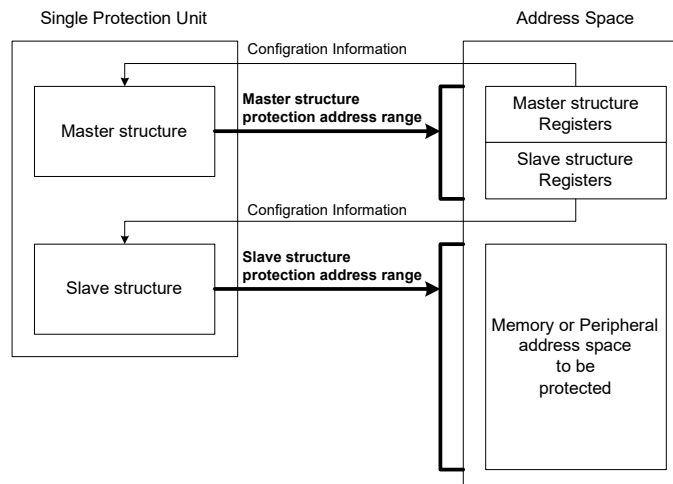 Single Protection Unit
Address Space
Configration Information
Master structure
Master structure
protection address range
Master structure
Registers
Slave structure
Registers
Configration Information
Slave structure
Slave structure
protection address range
Memory or Peripheral
address space
to be
protected